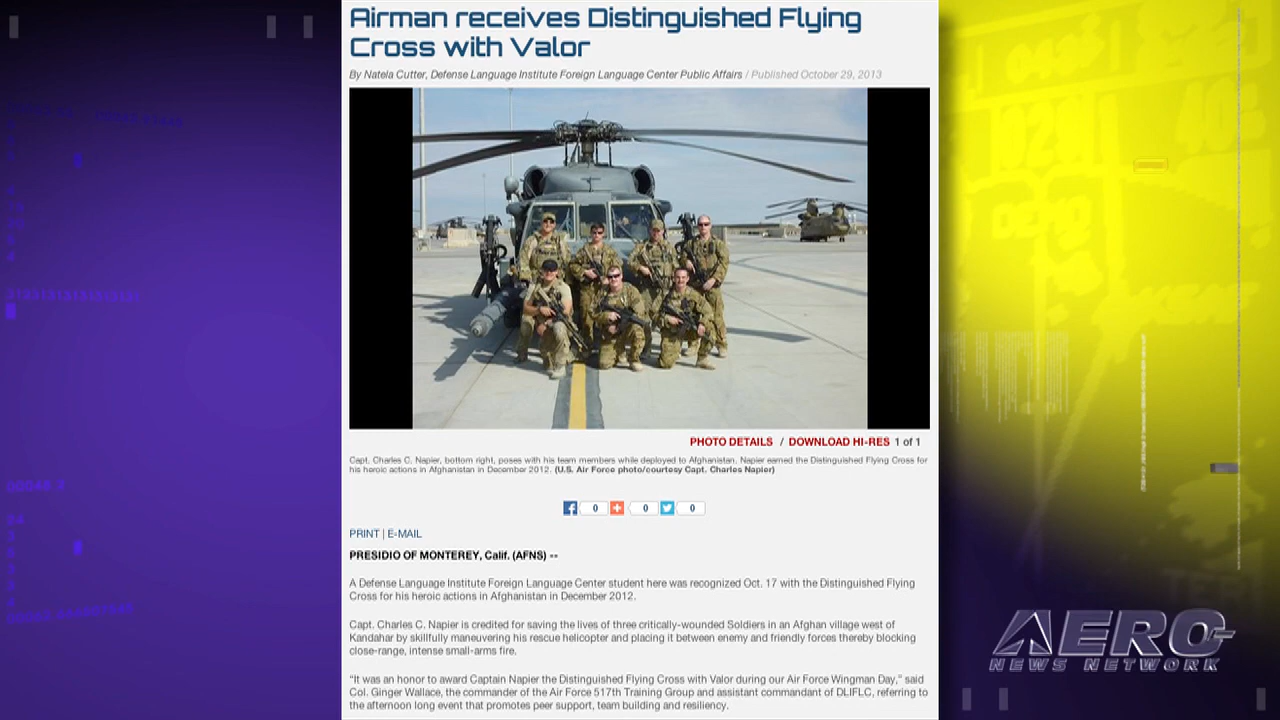 Airman receives Distinguished Flying
Cross with Valor
By Natela Cutter, Defense Language Institute Foreign Language Center Public Affairs / Published October 29, 2013
PHOTO DETAILS / DOWNLOAD HI-RES 1 of 1
Capt. Charles C. Napier, bottom right, poses with his team members while deployed to Afghanistan. Napier earned the Distinguished Flying Cross for
his heroic actions in Afghanistan in December 2012. (U.S. Air Force photo/courtesy Capt. Charles Napier)
0 0 0
PRINT | E-MAIL
PRESIDIO OF MONTEREY, Calif. (AFNS) --
A Defense Language Institute Foreign Language Center student here was recognized Oct. 17 with the Distinguished Flying
Cross for his heroic actions in Afghanistan in December 2012.
Capt. Charles C. Napier is credited for saving the lives of three critically-wounded Soldiers in an Afghan village west of
Kandahar by skillfully maneuvering his rescue helicopter and placing it between enemy and friendly forces thereby blocking
close-range, intense small-arms fire.
"It was an honor to award Captain Napier the Distinguished Flying Cross with Valor during our Air Force Wingman Day," said
Col. Ginger Wallace, the commander of the Air Force 517th Training Group and assistant commandant of DLIFLC, referring to
the afternoon long event that promotes peer support, team building and resiliency.
AERO-
NEWS NETWORK